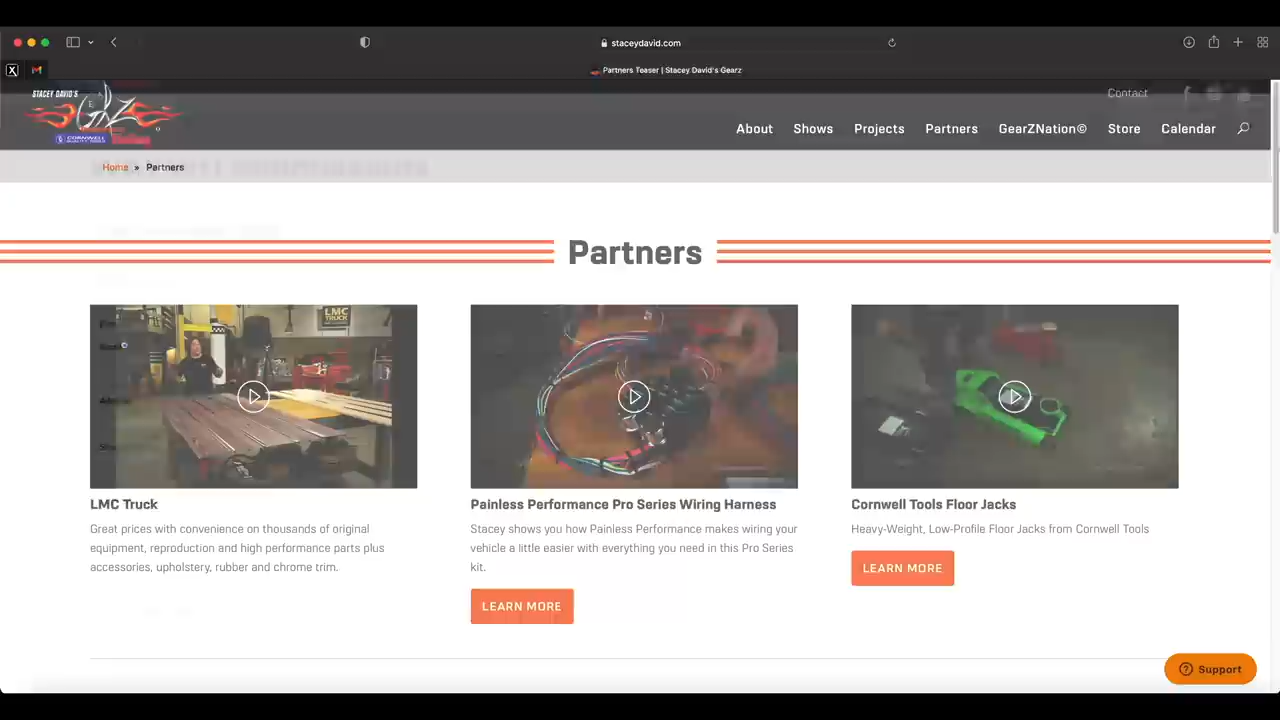 staceydavid.com
Partners Teaser | Stacey David's Gearz
STACEY DAVID'S
CORNWELL
Contact
About Shows Projects Partners GearZNation© Store Calendar
Home » Partners
Partners
LMC TRUCK
LMC Truck
Great prices with convenience on thousands of original
equipment, reproduction and high performance parts plus
accessories, upholstery, rubber and chrome trim.
Painless Performance Pro Series Wiring Harness
Stacey shows you how Painless Performance makes wiring your
vehicle a little easier with everything you need in this Pro Series
kit.
LEARN MORE
Cornwell Tools Floor Jacks
Heavy-Weight, Low-Profile Floor Jacks from Cornwell Tools
LEARN MORE
Support